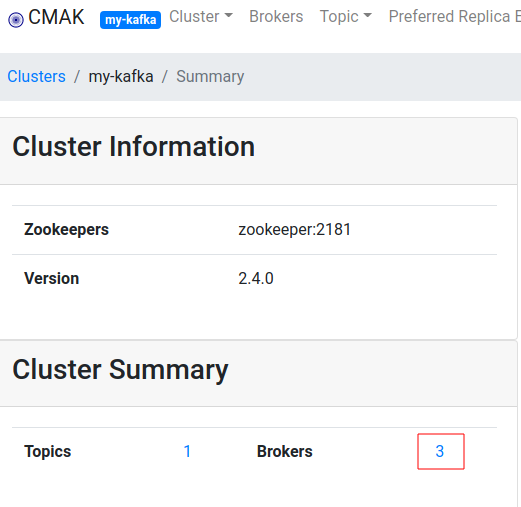 CMAK my-kafka Cluster Brokers Topic Preferred Replica E
Clusters / my-kafka / Summary
Cluster Information
Zookeepers zookeeper:2181
Version 2.4.0
Cluster Summary
Topics 1 Brokers 3